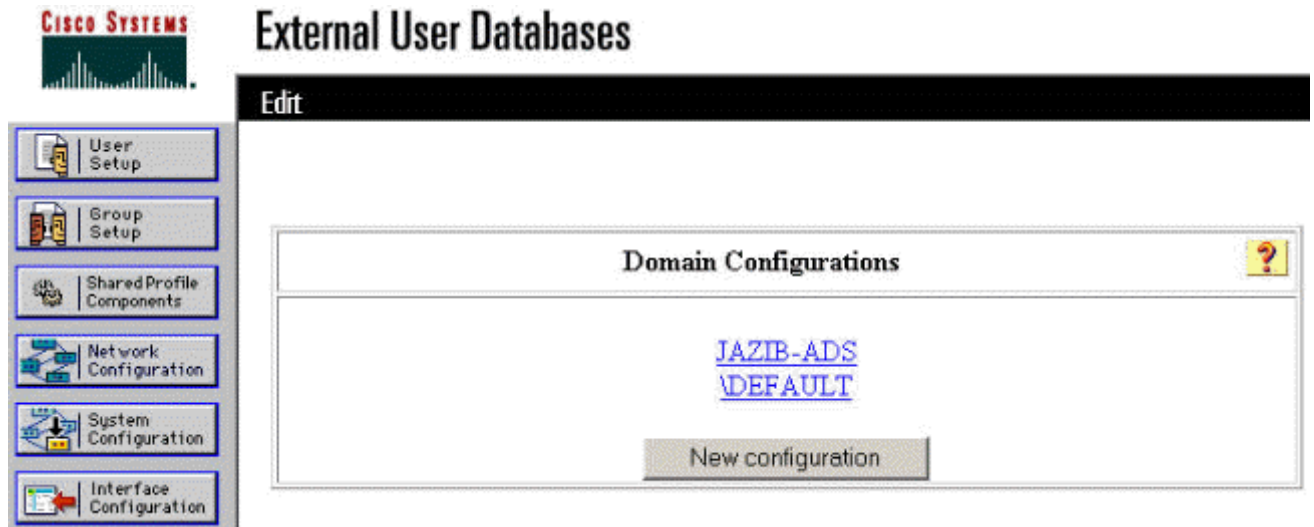 CISCO SYSTEMS
External User Databases
Edit
User
Setup
Group
Setup
Shared Profile
Components
Network
Configuration
System
Configuration
Interface
Configuration
Domain Configurations
?
JAZIB-ADS
\DEFAULT
New configuration